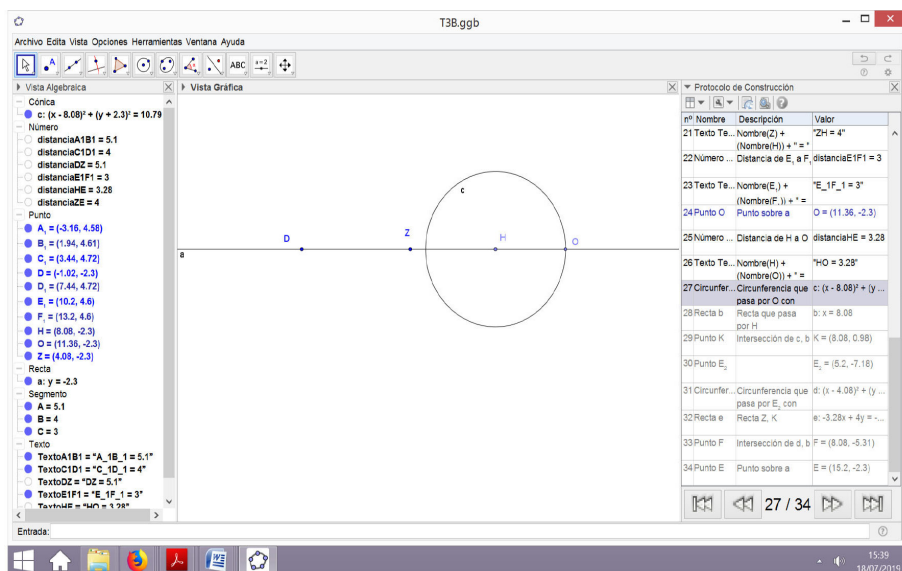 T3B.ggb
Archivo Edita Vista Opciones Herramientas Ventana Ayuda
A
ABC
a=2
Vista Algebraica
Cónica
c: (x - 8.08)² + (y + 2.3)² = 10.79
Número
distanciaA1B1 = 5.1
distanciaC1D1 = 4
distanciaDZ = 5.1
distanciaE1F1 = 3
distanciaHE = 3.28
distanciaZE = 4
Punto
A₁ = (-3.16, 4.58)
B₁ = (1.94, 4.61)
C₁ = (3.44, 4.72)
D = (-1.02, -2.3)
D₁ = (7.44, 4.72)
E₁ = (10.2, 4.6)
F₁ = (13.2, 4.6)
H = (8.08, -2.3)
O = (11.36, -2.3)
Z = (4.08, -2.3)
Recta
a: y = -2.3
Segmento
A = 5.1
B = 4
C = 3
Texto
TextoA1B1 = "A_1B_1 = 5.1"
TextoC1D1 = "C_1D_1 = 4"
TextoDZ = "DZ = 5.1"
TextoE1F1 = "E_1F_1 = 3"
TextoHE = "HO = 3.28"
Vista Gráfica
c
D
Z
H
O
a
Protocolo de Construcción
nº Nombre Descripción Valor
21 Texto Te... Nombre(Z) + "ZH = 4"
(Nombre(H)) + " = "
22 Número ... Distancia de E₁ a F₁ distanciaE1F1 = 3
23 Texto Te... Nombre(E₁) + "E_1F_1 = 3"
(Nombre(F₁)) + " =
24 Punto O Punto sobre a O = (11.36, -2.3)
25 Número ... Distancia de H a O distanciaHE = 3.28
26 Texto Te... Nombre(H) + "HO = 3.28"
(Nombre(O)) + " =
27 Circunfer... Circunferencia que c: (x - 8.08)² + (y ...
pasa por O con
28 Recta b Recta que pasa b: x = 8.08
por H
29 Punto K Intersección de c, b K = (8.08, 0.98)
30 Punto E₂ E₂ = (5.2, -7.18)
31 Circunfer... Circunferencia que d: (x - 4.08)² + (y ...
pasa por E₂ con
32 Recta e Recta Z, K e: -3.28x + 4y = -...
33 Punto F Intersección de d, b F = (8.08, -5.31)
34 Punto E Punto sobre a E = (15.2, -2.3)
27 / 34
Entrada:
15:39
18/07/2019